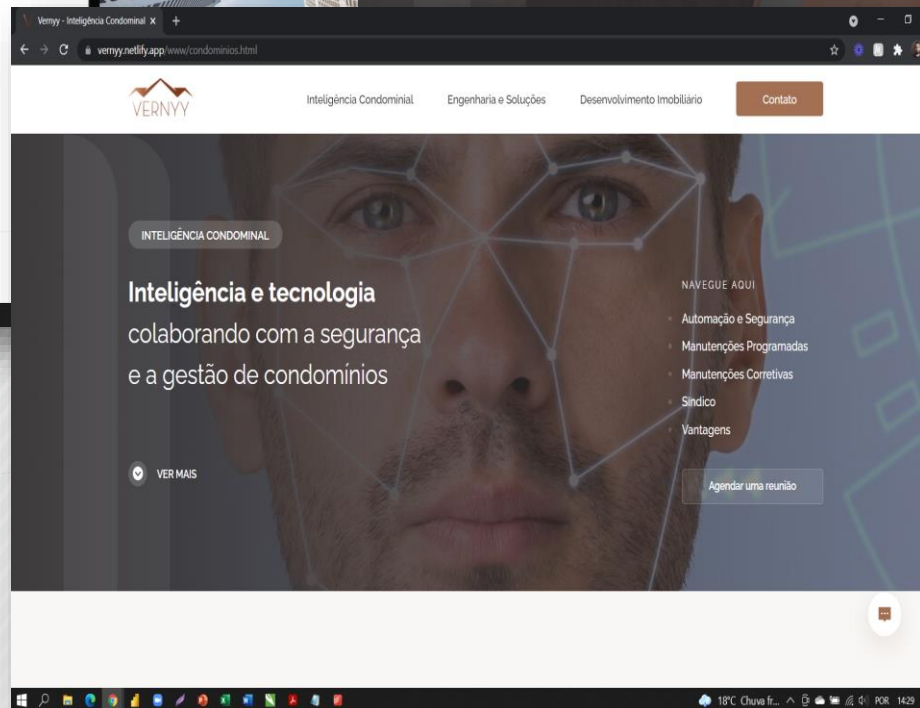 Vernyy - Inteligência Condominal
vernyy.netlify.app/www/condominios.html
VERNYY
Inteligência Condominial
Engenharia e Soluções
Desenvolvimento Imobiliário
Contato
INTELIGÊNCIA CONDOMINAL
Inteligência e tecnologia
colaborando com a segurança
e a gestão de condomínios
VER MAIS
NAVEGUE AQUI
Automação e Segurança
Manutenções Programadas
Manutenções Corretivas
Síndico
Vantagens
Agendar uma reunião
18°C Chuva fr... POR 14:29